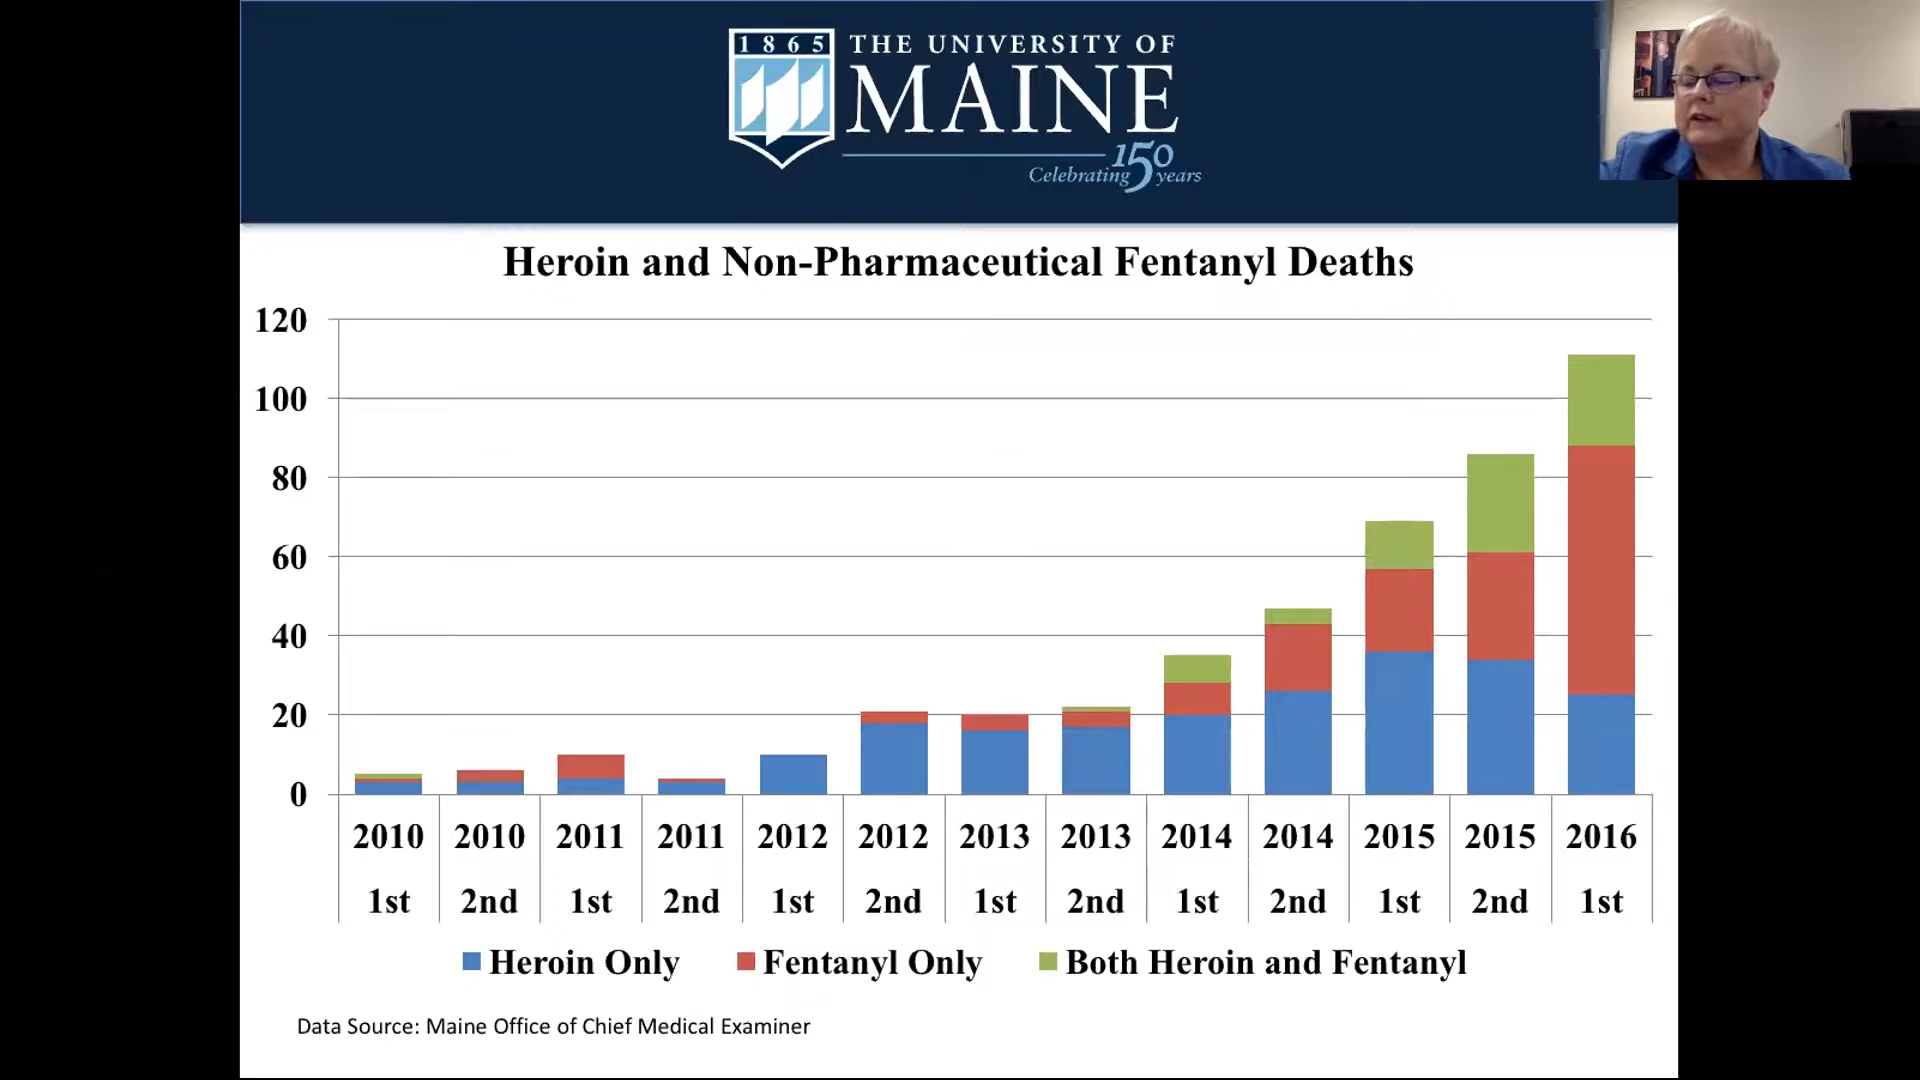 1865
THE UNIVERSITY OF
MAINE
Celebrating 150 years
Heroin and Non-Pharmaceutical Fentanyl Deaths
120
100
80
60
40
20
0
2010 2010 2011 2011 2012 2012 2013 2013 2014 2014 2015 2015 2016
1st 2nd 1st 2nd 1st 2nd 1st 2nd 1st 2nd 1st 2nd 1st
Heroin Only Fentanyl Only Both Heroin and Fentanyl
Data Source: Maine Office of Chief Medical Examiner